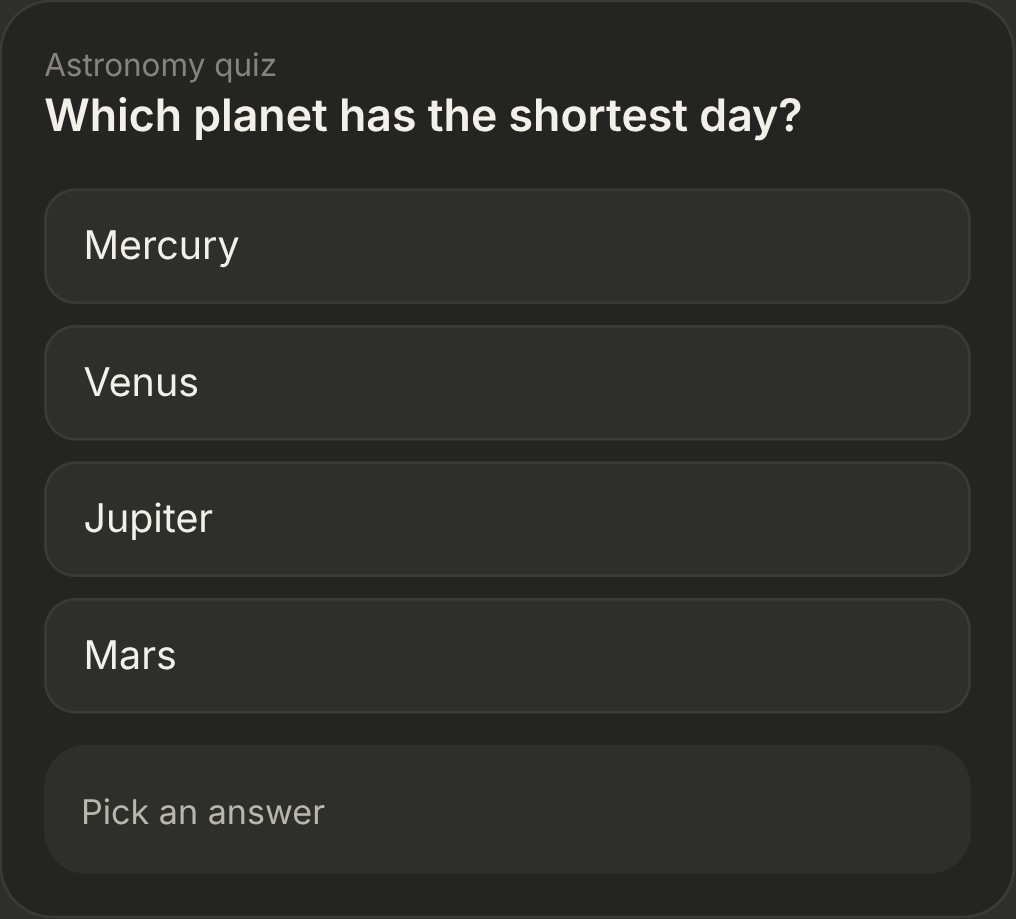 Astronomy quiz
Which planet has the shortest day?
Mercury
Venus
Jupiter
Mars
Pick an answer